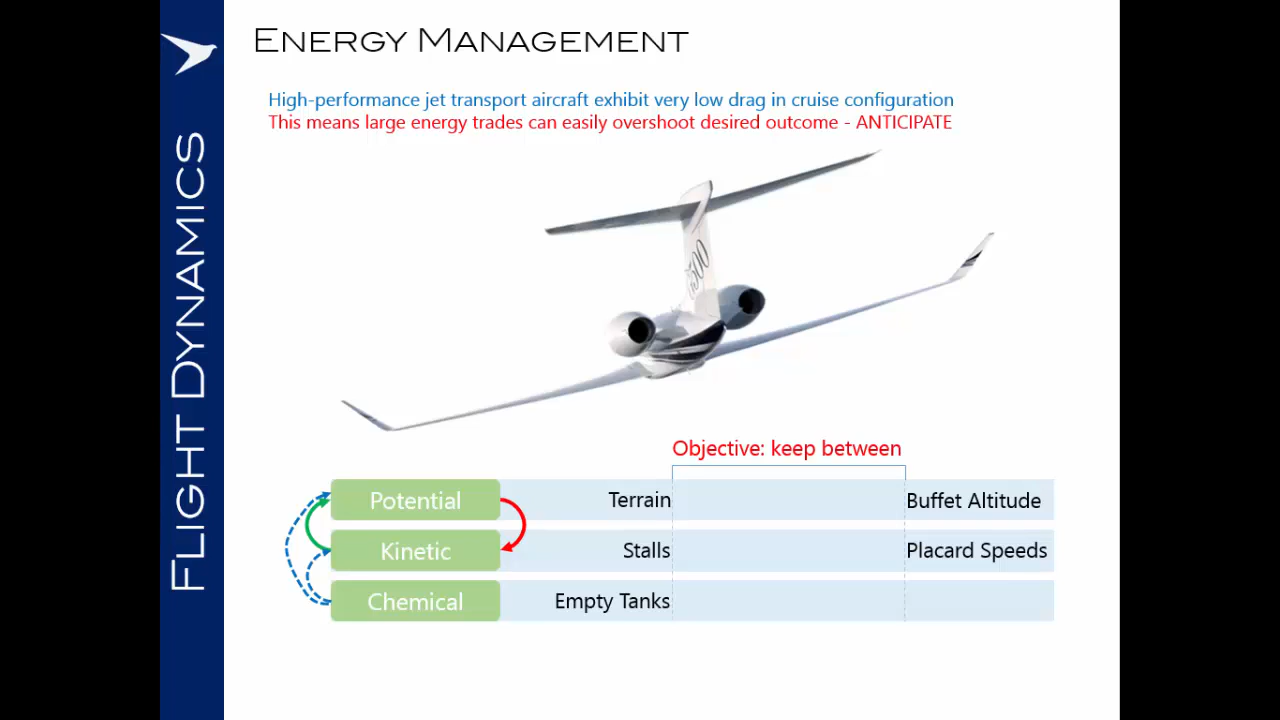 ENERGY MANAGEMENT
High-performance jet transport aircraft exhibit very low drag in cruise configuration
This means large energy trades can easily overshoot desired outcome - ANTICIPATE
FLIGHT DYNAMICS
Objective: keep between
Potential Terrain Buffet Altitude
Kinetic Stalls Placard Speeds
Chemical Empty Tanks